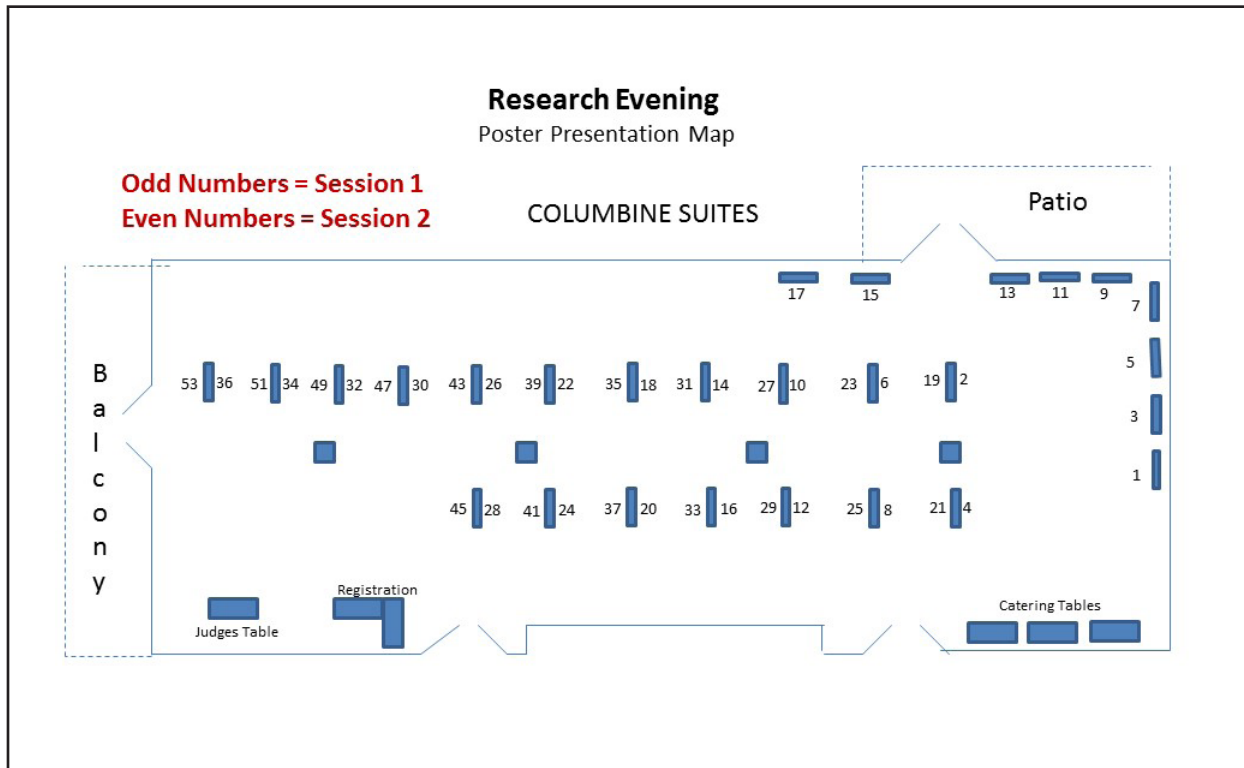 Research Evening
Poster Presentation Map
Odd Numbers = Session 1
Even Numbers = Session 2
COLUMBINE SUITES
Patio
17
15
13
11
9
7
5
3
1
Balcony
53 36 51 34 49 32 47 30 43 26 39 22 35 18 31 14 27 10 23 6 19 2
45 28 41 24 37 20 33 16 29 12 25 8 21 4
Registration
Judges Table
Catering Tables